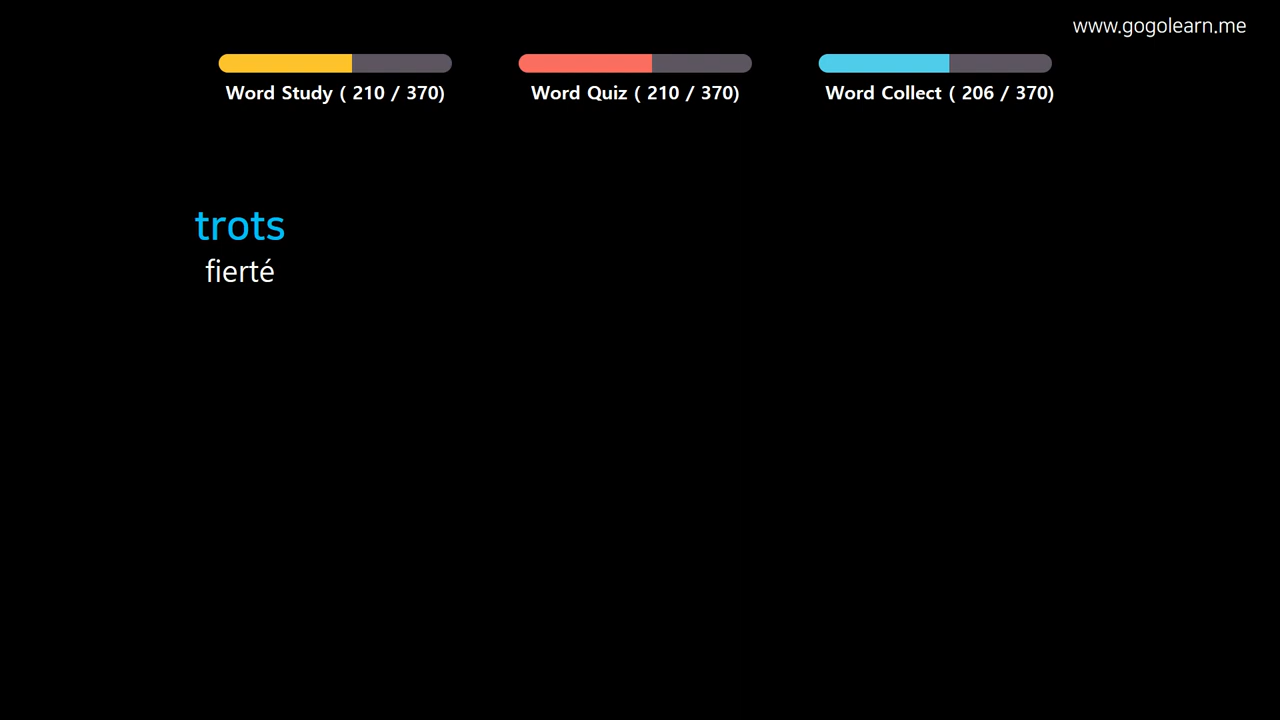 www.gogolearn.me
Word Study ( 210 / 370)
Word Quiz ( 210 / 370)
Word Collect ( 206 / 370)
trots
fierté